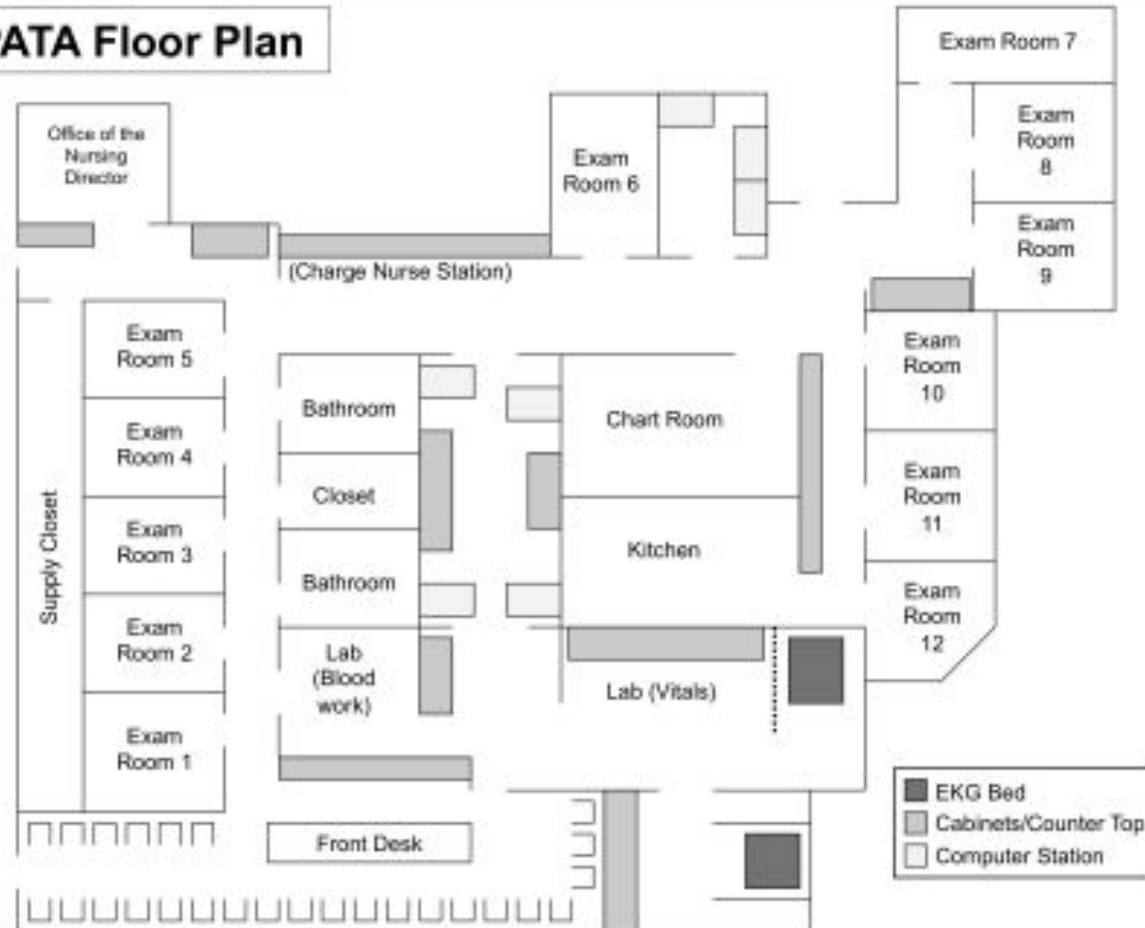 PATA Floor Plan
Exam Room 7
Office of the
Nursing
Director
Exam
Room 6
Exam
Room
8
Exam
Room
9
(Charge Nurse Station)
Exam
Room 5
Exam
Room 4
Exam
Room 3
Exam
Room 2
Exam
Room 1
Supply Closet
Bathroom
Closet
Bathroom
Lab
(Blood
work)
Chart Room
Kitchen
Lab (Vitals)
Exam
Room
10
Exam
Room
11
Exam
Room
12
Front Desk
EKG Bed
Cabinets/Counter Top
Computer Station